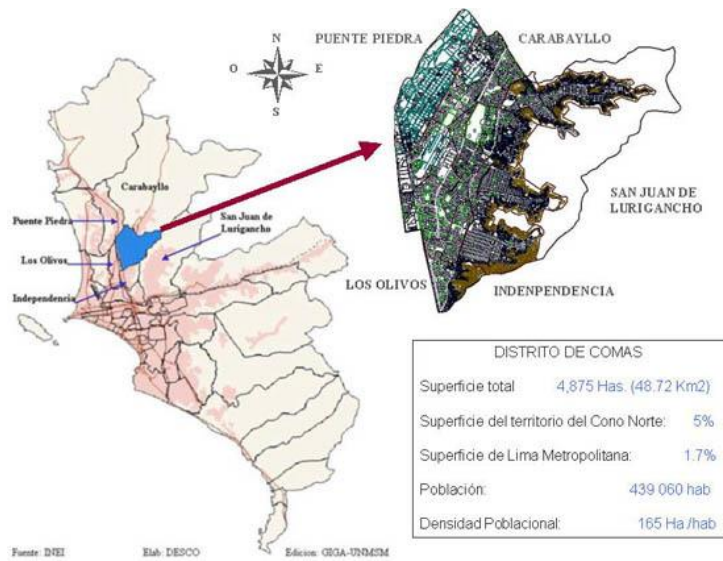 N
O E
S
PUENTE PIEDRA CARABAYLLO
SAN JUAN DE
LURIGANCHO
LOS OLIVOS INDENPENDENCIA
Carabayllo
Puente Piedra
San Juan de
Lurigancho
Los Olivos
Independencia
DISTRITO DE COMAS
Superficie total 4,875 Has. (48.72 Km2)
Superficie del territorio del Cono Norte: 5%
Superficie de Lima Metropolitana: 1.7%
Población: 439 060 hab
Densidad Poblacional: 165 Ha /hab
Fuente: INEI Elab: DESCO Edicion: GIGA-UNMSM